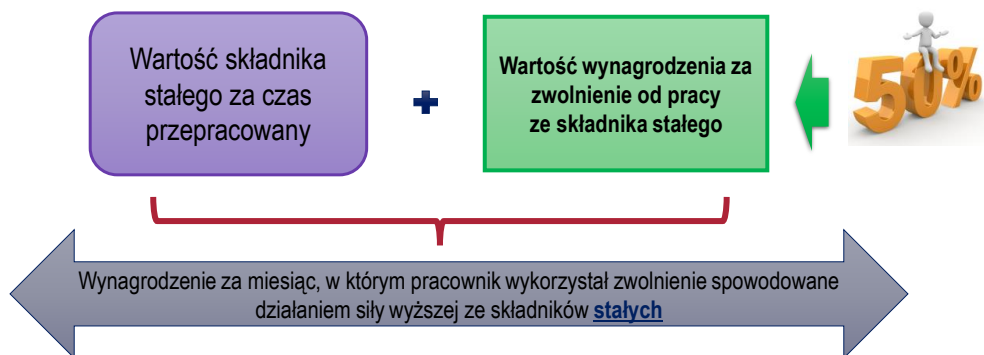 Wartość składnika
stałego za czas
przepracowany
+
Wartość wynagrodzenia za
zwolnienie od pracy
ze składnika stałego
50%
Wynagrodzenie za miesiąc, w którym pracownik wykorzystał zwolnienie spowodowane
działaniem siły wyższej ze składników stałych